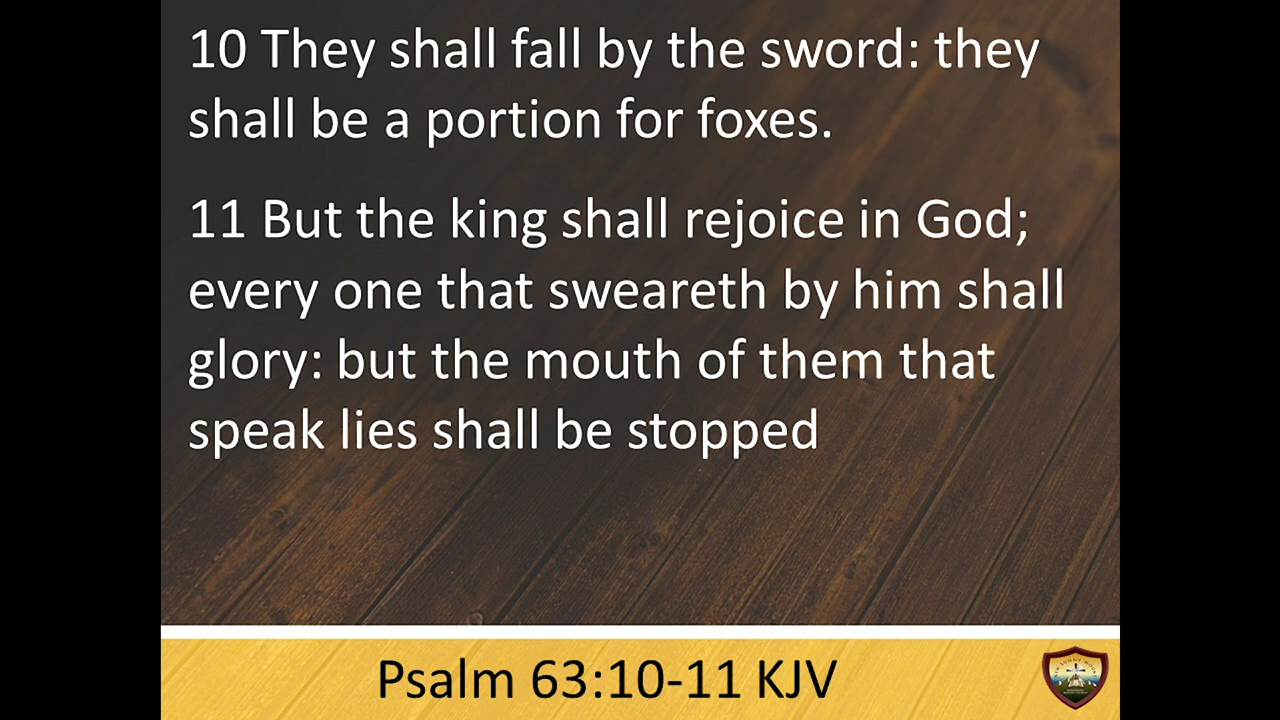 10 They shall fall by the sword: they
shall be a portion for foxes.
11 But the king shall rejoice in God;
every one that sweareth by him shall
glory: but the mouth of them that
speak lies shall be stopped
Psalm 63:10-11 KJV